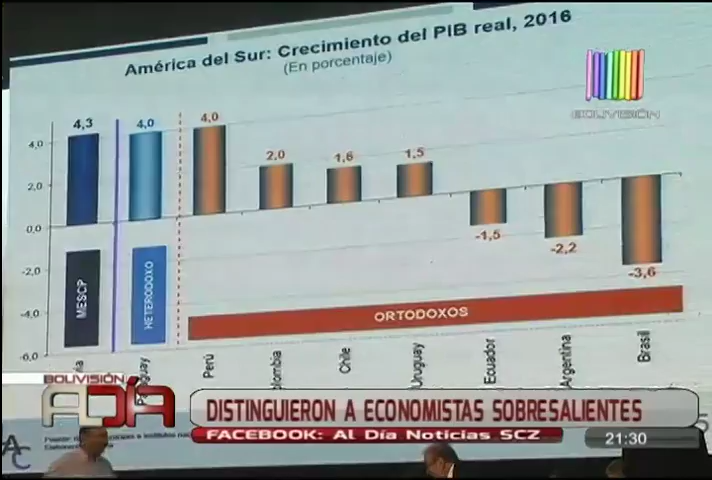 América del Sur: Crecimiento del PIB real, 2016
(En porcentaje)
BOLIVISIÓN
4,3 4,0 4,0 2,0 1,6 1,5 -1,5 -2,2 -3,6
4,0
2,0
0,0
-2,0
-4,0
-6,0
MESCP
HETERODOXO
ORTODOXOS
Perú
Chile
Uruguay
Ecuador
Argentina
Brasil
BOLIVISIÓN
AL DÍA
DISTINGUIERON A ECONOMISTAS SOBRESALIENTES
FACEBOOK: Al Día Noticias SCZ
21:30